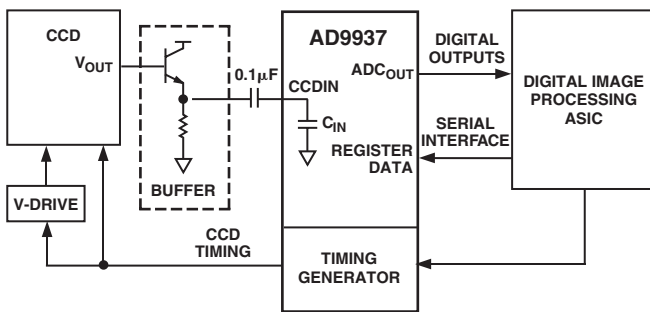 CCD
V_OUT
BUFFER
0.1µF
AD9937
CCDIN
C_IN
ADC_OUT
REGISTER
DATA
DIGITAL
OUTPUTS
SERIAL
INTERFACE
DIGITAL IMAGE
PROCESSING
ASIC
V-DRIVE
CCD
TIMING
TIMING
GENERATOR